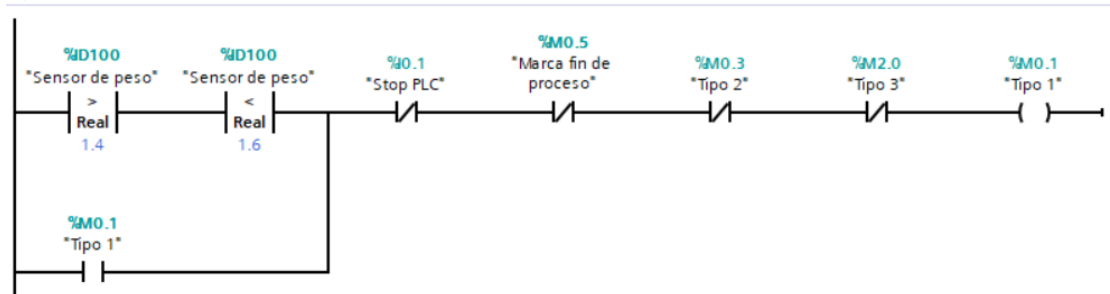 %ID100
"Sensor de peso"
>
Real
1.4
%ID100
"Sensor de peso"
<
Real
1.6
%I0.1
"Stop PLC"
%M0.5
"Marca fin de
proceso"
%M0.3
"Tipo 2"
%M2.0
"Tipo 3"
%M0.1
"Tipo 1"
%M0.1
"Tipo 1"